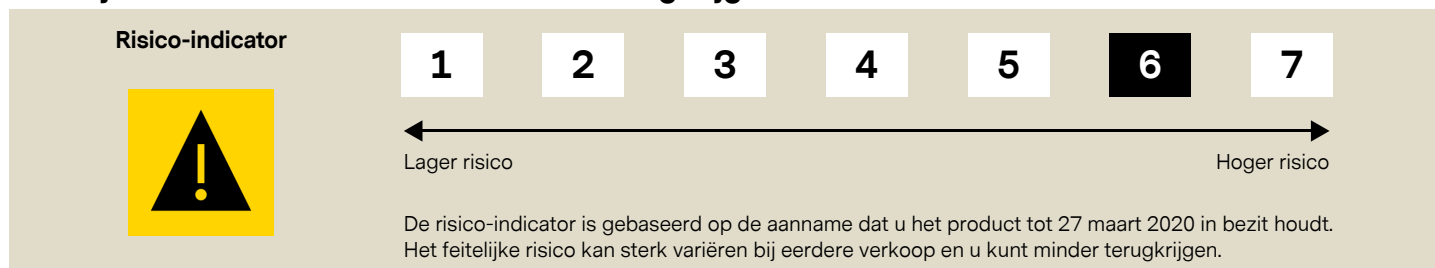 Risico-indicator
1 2 3 4 5 6 7
!
Lager risico Hoger risico
De risico-indicator is gebaseerd op de aanname dat u het product tot 27 maart 2020 in bezit houdt.
Het feitelijke risico kan sterk variëren bij eerdere verkoop en u kunt minder terugkrijgen.